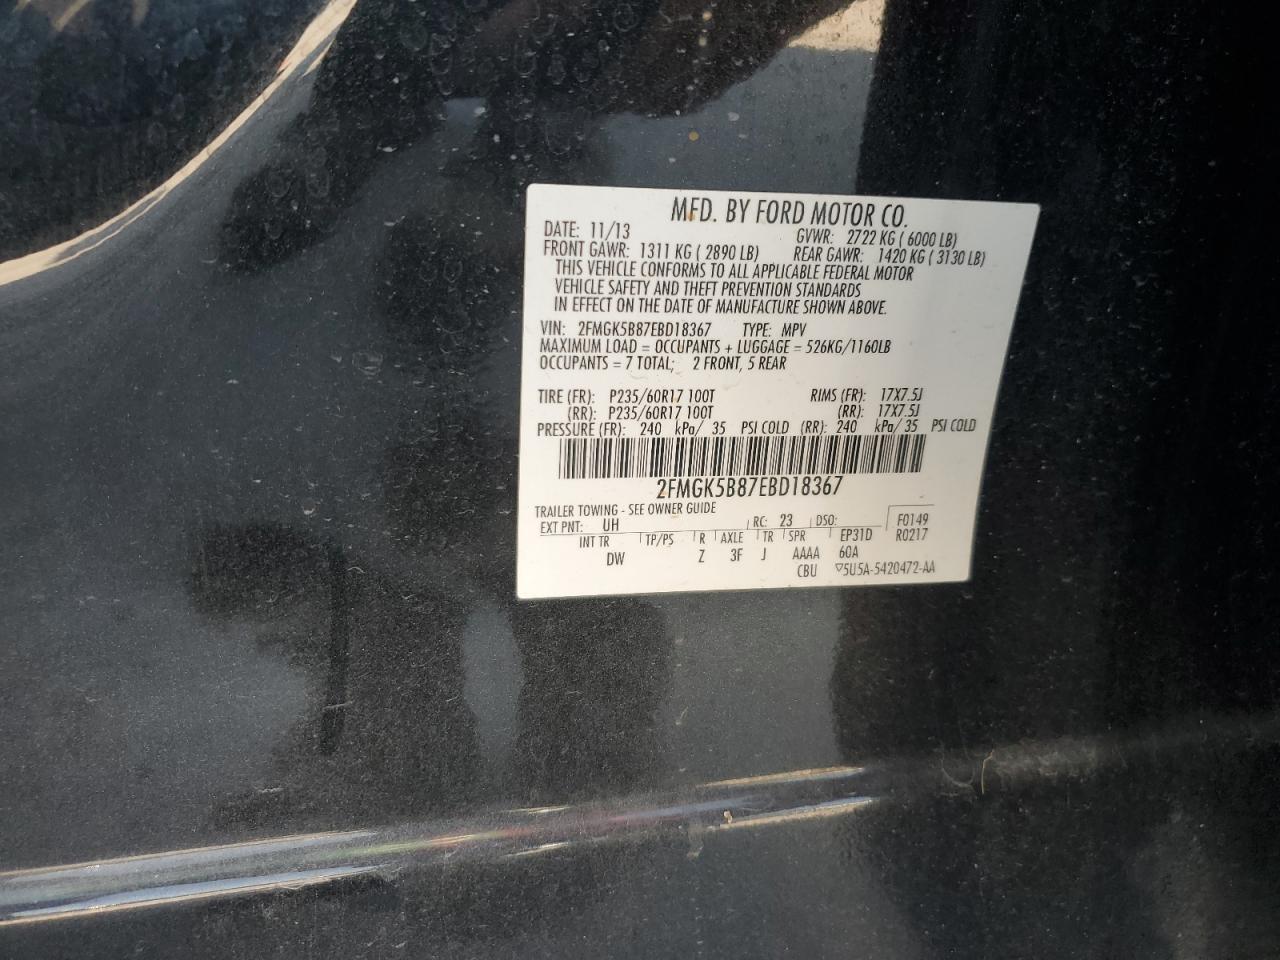 MFD. BY FORD MOTOR CO.
DATE: 11/13 GVWR: 2722 KG ( 6000 LB)
FRONT GAWR: 1311 KG ( 2890 LB) REAR GAWR: 1420 KG ( 3130 LB)
THIS VEHICLE CONFORMS TO ALL APPLICABLE FEDERAL MOTOR
VEHICLE SAFETY AND THEFT PREVENTION STANDARDS
IN EFFECT ON THE DATE OF MANUFACTURE SHOWN ABOVE.
VIN: 2FMGK5B87EBD18367 TYPE: MPV
MAXIMUM LOAD = OCCUPANTS + LUGGAGE = 526KG/1160LB
OCCUPANTS = 7 TOTAL; 2 FRONT, 5 REAR
TIRE (FR): P235/60R17 100T RIMS (FR): 17X7.5J
(RR): P235/60R17 100T (RR): 17X7.5J
PRESSURE (FR): 240 kPa/ 35 PSI COLD (RR): 240 kPa/ 35 PSI COLD
2FMGK5B87EBD18367
TRAILER TOWING - SEE OWNER GUIDE
EXT PNT: UH RC: 23 DSO: F0149
INT TR TP/PS R AXLE TR SPR EP31D R0217
DW Z 3F J AAAA 60A
CBU ▽5U5A-5420472-AA